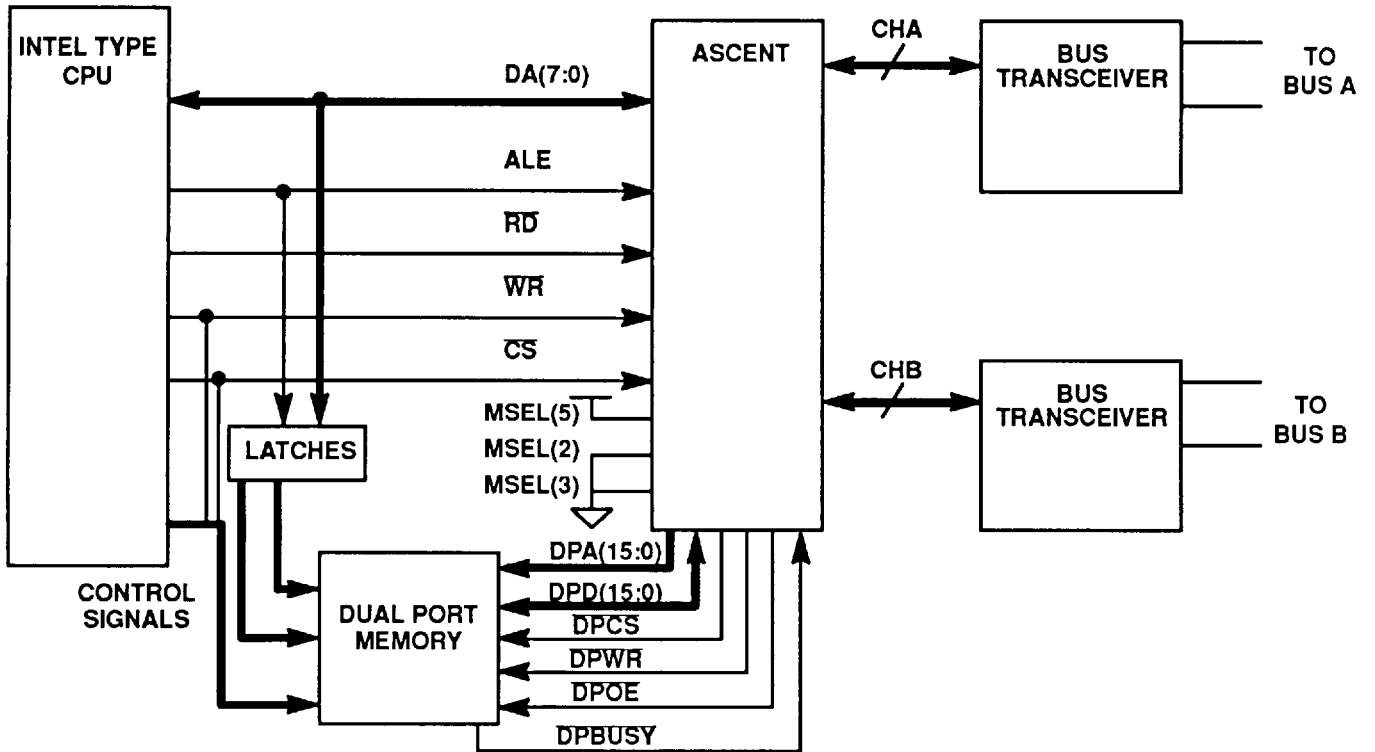 INTEL TYPE
CPU
DA(7:0)
ALE
RD
WR
CS
MSEL(5)
MSEL(2)
MSEL(3)
LATCHES
CONTROL
SIGNALS
DUAL PORT
MEMORY
DPA(15:0)
DPD(15:0)
DPCS
DPWR
DPOE
DPBUSY
ASCENT
CHA
BUS
TRANSCEIVER
TO
BUS A
CHB
BUS
TRANSCEIVER
TO
BUS B